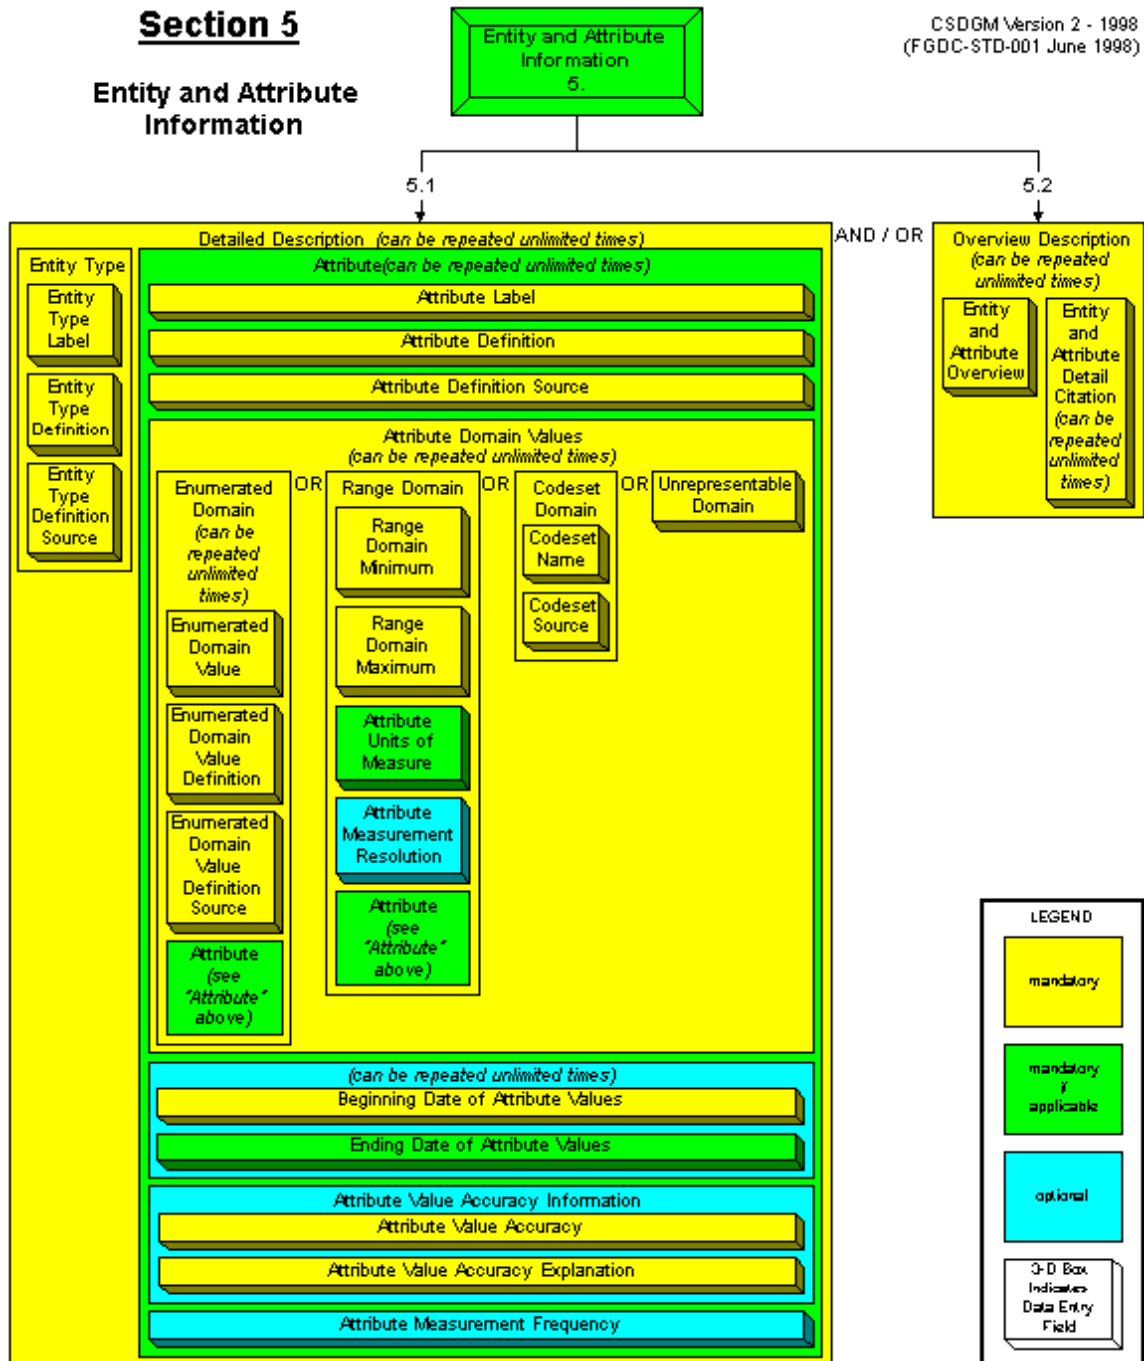 Section 5
Entity and Attribute
Information
Entity and Attribute
Information
5.
CSDGM Version 2 - 1998
(FGDC-STD-001 June 1998)
5.1
5.2
Detailed Description (can be repeated unlimited times)
AND / OR
Entity Type
Entity
Type
Label
Entity
Type
Definition
Entity
Type
Definition
Source
Attribute(can be repeated unlimited times)
Attribute Label
Attribute Definition
Attribute Definition Source
Attribute Domain Values
(can be repeated unlimited times)
Enumerated
Domain
(can be
repeated
unlimited
times)
Enumerated
Domain
Value
Enumerated
Domain
Value
Definition
Enumerated
Domain
Value
Definition
Source
Attribute
(see
"Attribute"
above)
OR
Range Domain
Range
Domain
Minimum
Range
Domain
Maximum
Attribute
Units of
Measure
Attribute
Measurement
Resolution
Attribute
(see
"Attribute"
above)
OR
Codeset
Domain
Codeset
Name
Codeset
Source
OR
Unrepresentable
Domain
(can be repeated unlimited times)
Beginning Date of Attribute Values
Ending Date of Attribute Values
Attribute Value Accuracy Information
Attribute Value Accuracy
Attribute Value Accuracy Explanation
Attribute Measurement Frequency
Overview Description
(can be repeated
unlimited times)
Entity
and
Attribute
Overview
Entity
and
Attribute
Detail
Citation
(can be
repeated
unlimited
times)
LEGEND
mandatory
mandatory
if
applicable
optional
3-D Box
Indicates
Data Entry
Field